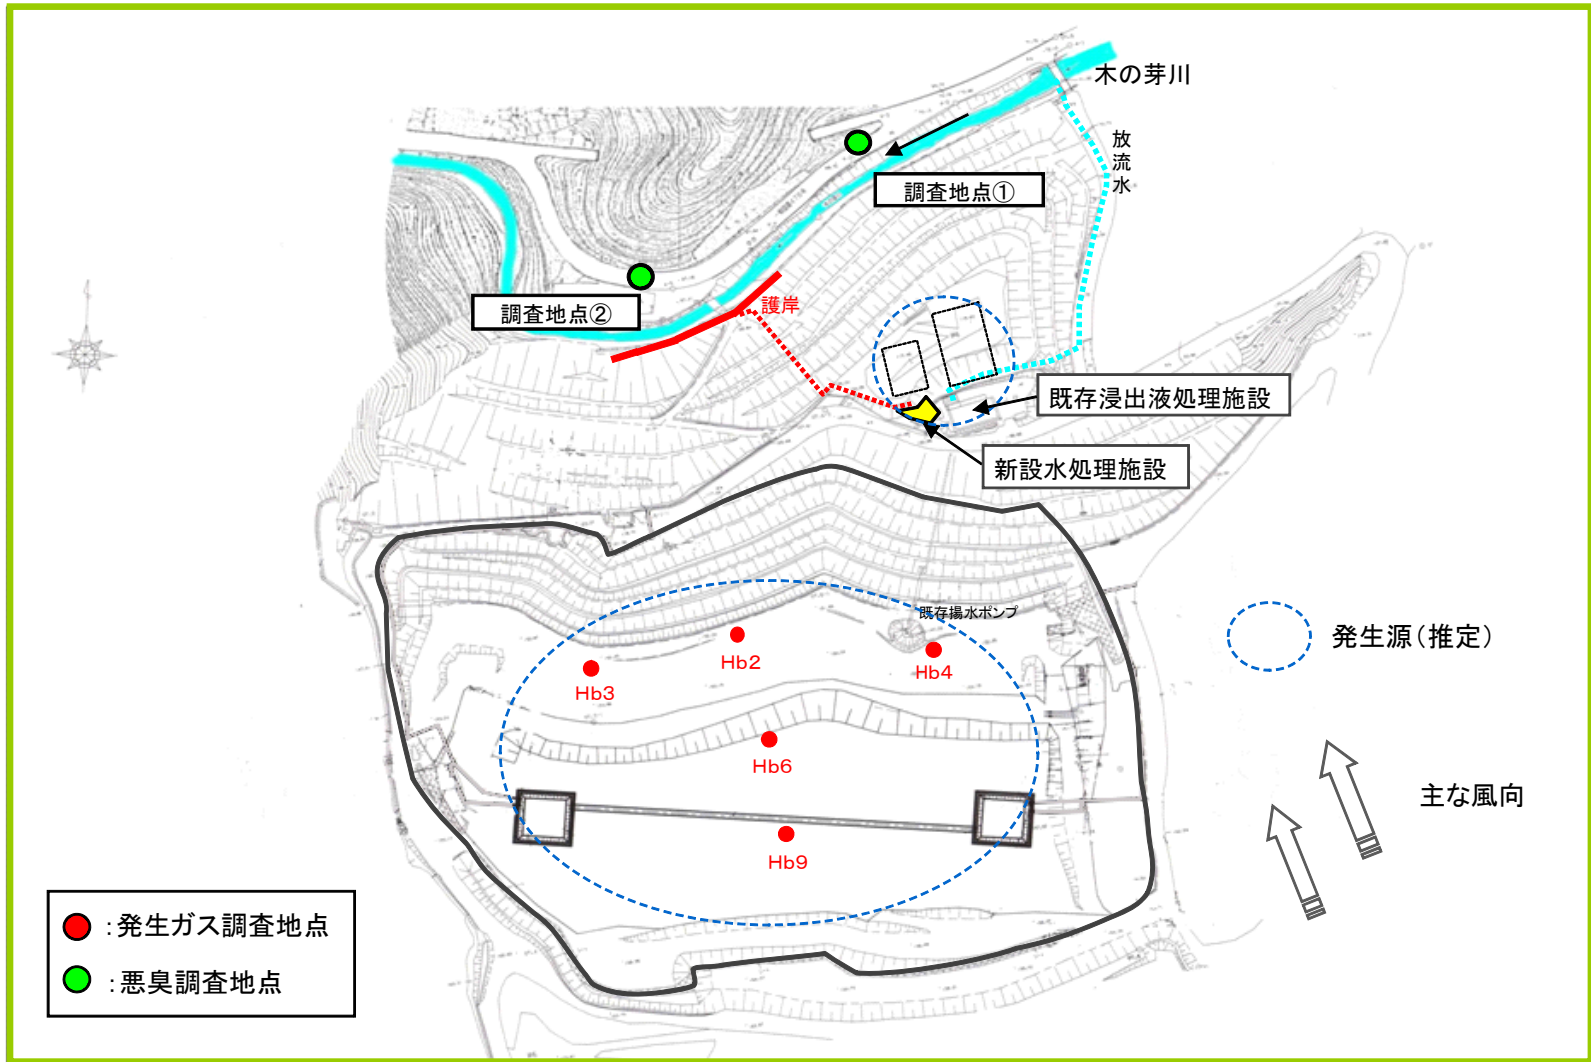 木の芽川
放流水
調査地点①
調査地点②
護岸
既存浸出液処理施設
新設水処理施設
既存揚水ポンプ
Hb2
Hb4
Hb3
Hb6
Hb9
発生源（推定）
主な風向
：発生ガス調査地点
：悪臭調査地点